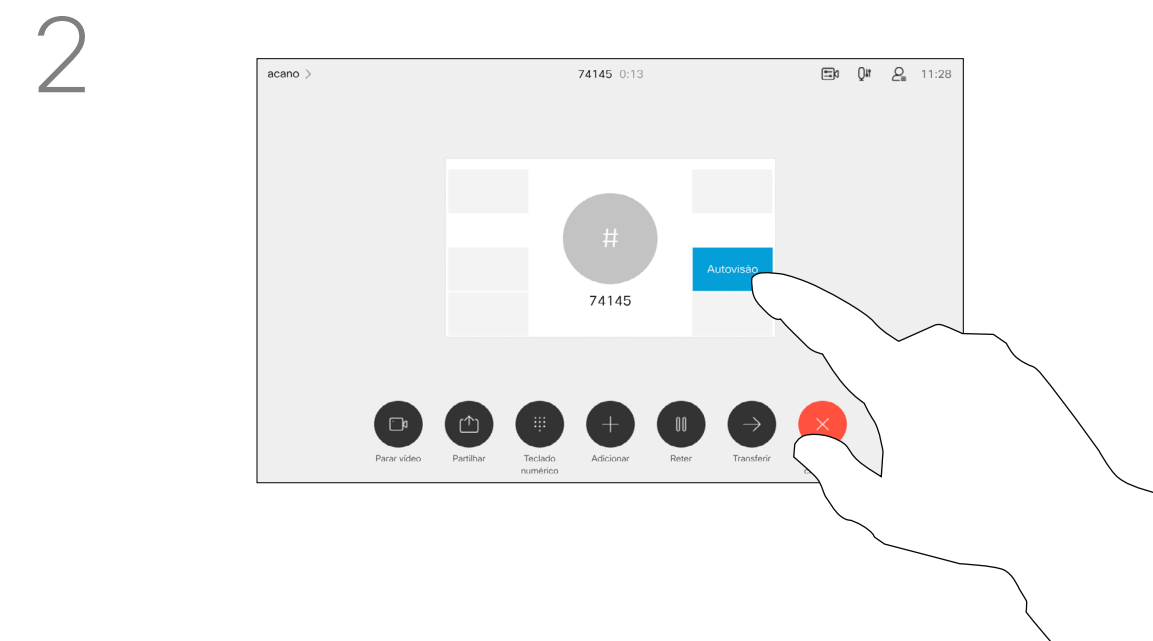 2
acano >
74145 0:13
11:28
#
Autovisão
74145
Parar vídeo
Partilhar
Teclado
numérico
Adicionar
Reter
Transferir